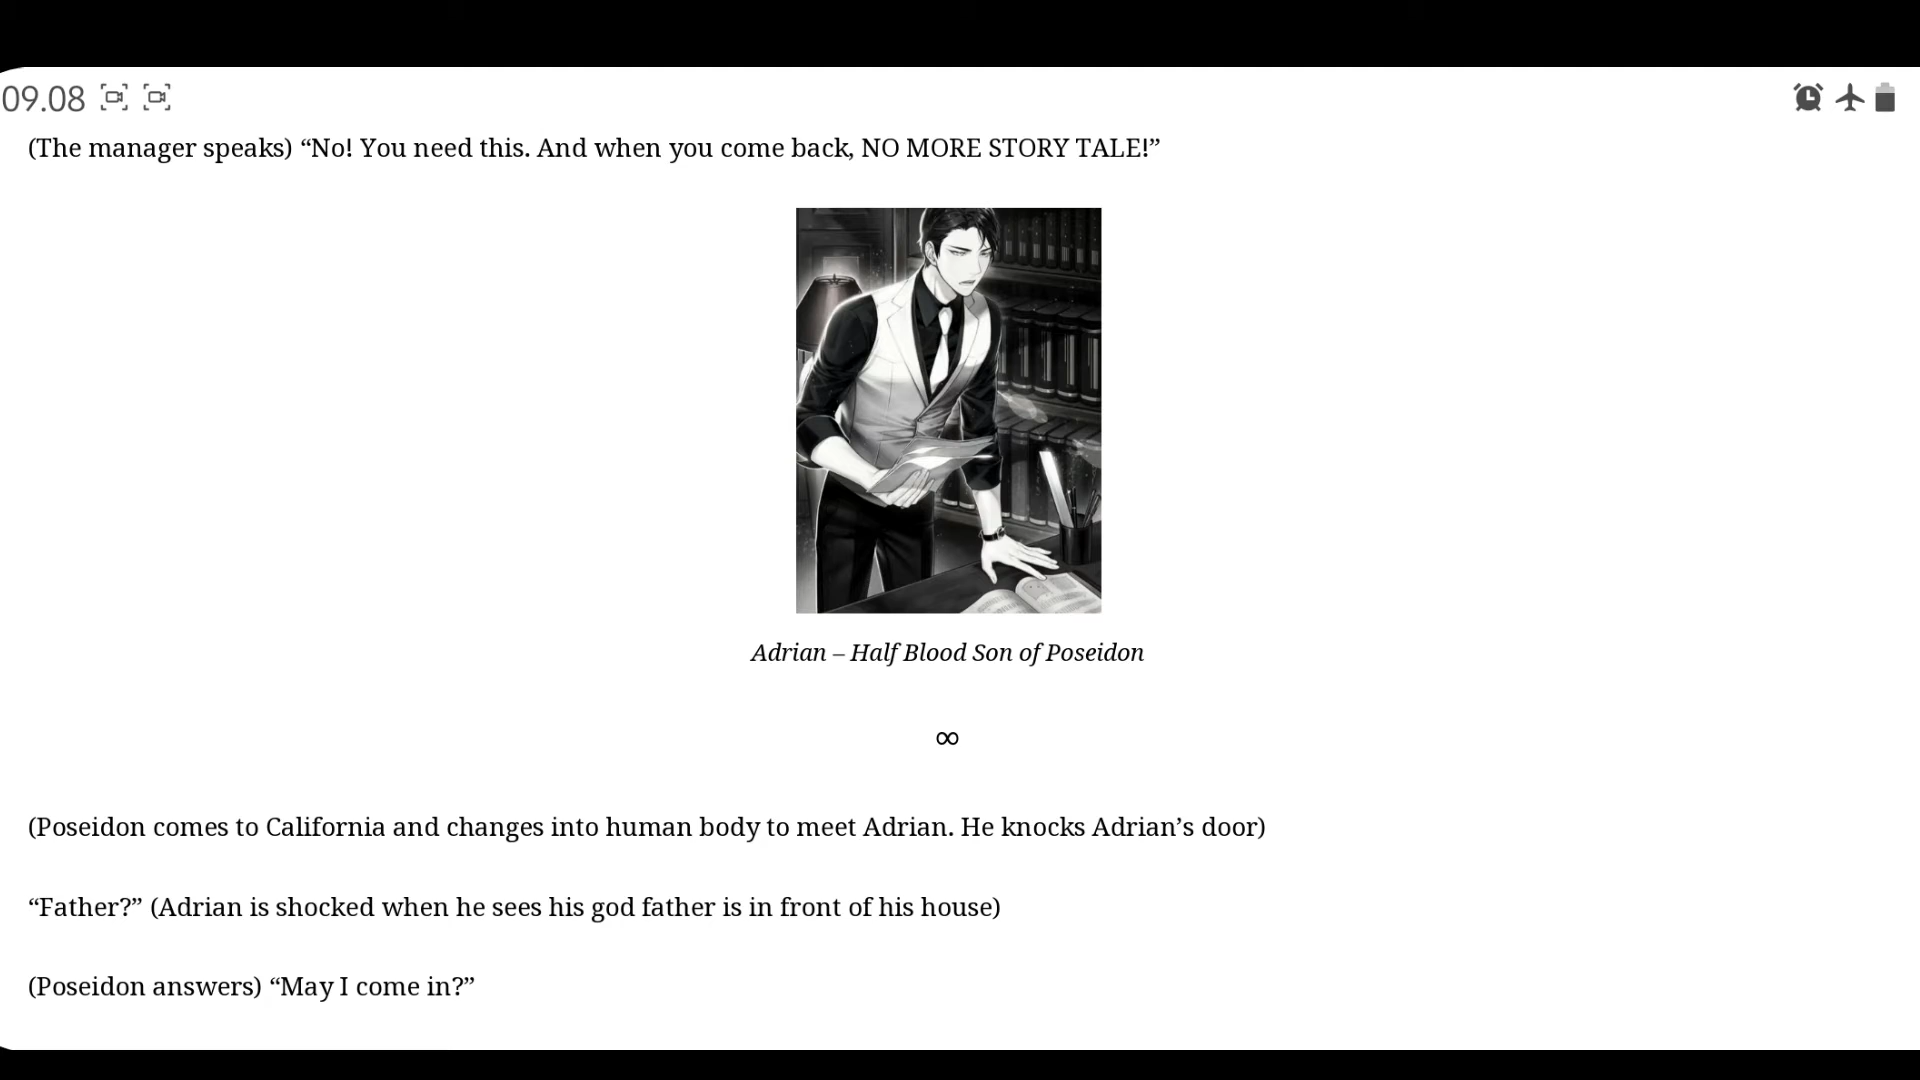 09.08
(The manager speaks) “No! You need this. And when you come back, NO MORE STORY TALE!”
Adrian – Half Blood Son of Poseidon
∞
(Poseidon comes to California and changes into human body to meet Adrian. He knocks Adrian’s door)
“Father?” (Adrian is shocked when he sees his god father is in front of his house)
(Poseidon answers) “May I come in?”